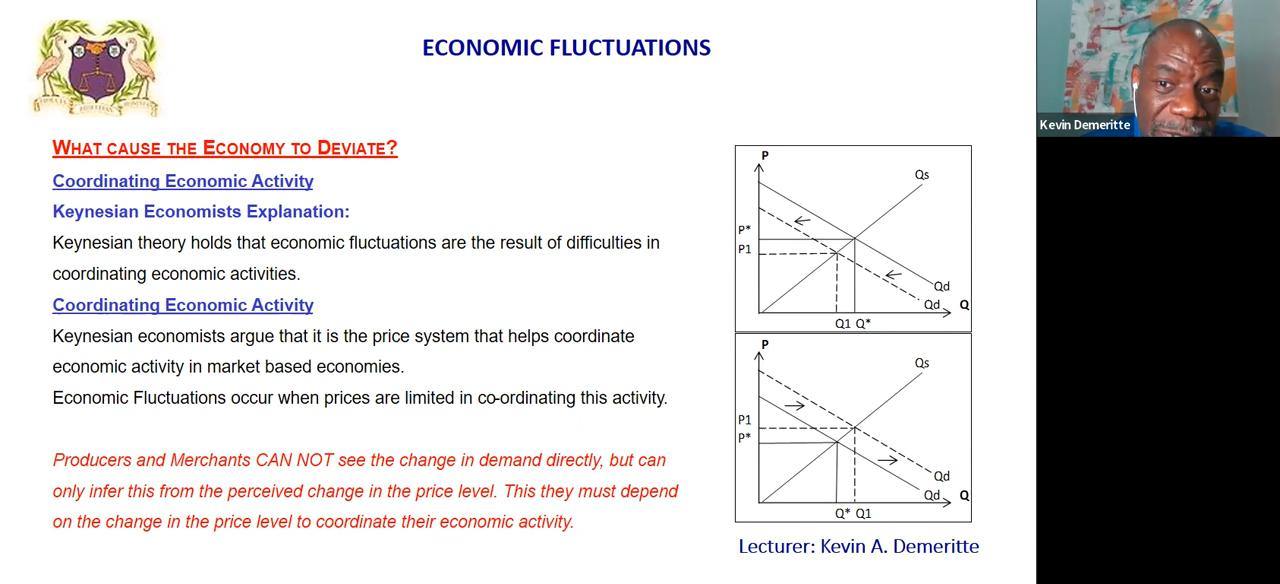 ECONOMIC FLUCTUATIONS
Kevin Demeritte
WHAT CAUSE THE ECONOMY TO DEVIATE?
Coordinating Economic Activity
Keynesian Economists Explanation:
Keynesian theory holds that economic fluctuations are the result of difficulties in
coordinating economic activities.
Coordinating Economic Activity
Keynesian economists argue that it is the price system that helps coordinate
economic activity in market based economies.
Economic Fluctuations occur when prices are limited in co-ordinating this activity.
Producers and Merchants CAN NOT see the change in demand directly, but can
only infer this from the perceived change in the price level. This they must depend
on the change in the price level to coordinate their economic activity.
P
Qs
P*
P1
Qd
Qd
Q
Q1 Q*
P
Qs
P1
P*
Qd
Qd
Q
Q* Q1
Lecturer: Kevin A. Demeritte